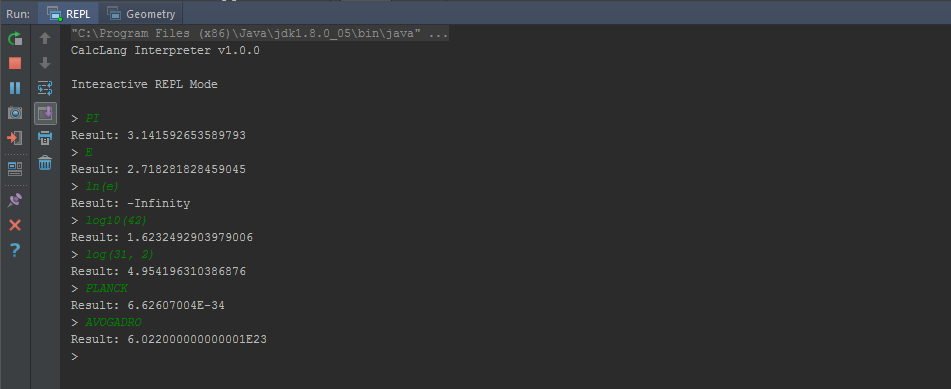 Run: REPL Geometry
"C:\Program Files (x86)\Java\jdk1.8.0_05\bin\java" ...
CalcLang Interpreter v1.0.0
Interactive REPL Mode
> PI
Result: 3.141592653589793
> E
Result: 2.718281828459045
> ln(e)
Result: -Infinity
> log10(42)
Result: 1.6232492903979006
> log(31, 2)
Result: 4.954196310386876
> PLANCK
Result: 6.62607004E-34
> AVOGADRO
Result: 6.022000000000001E23
>